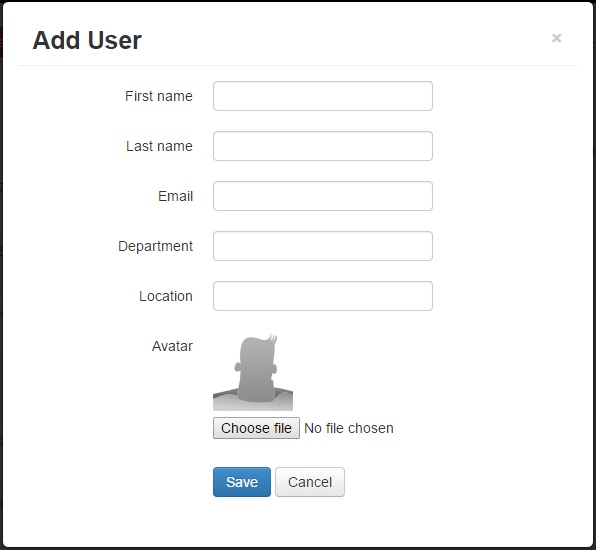 Add User ×
First name
Last name
Email
Department
Location
Avatar
Choose file No file chosen
Save Cancel